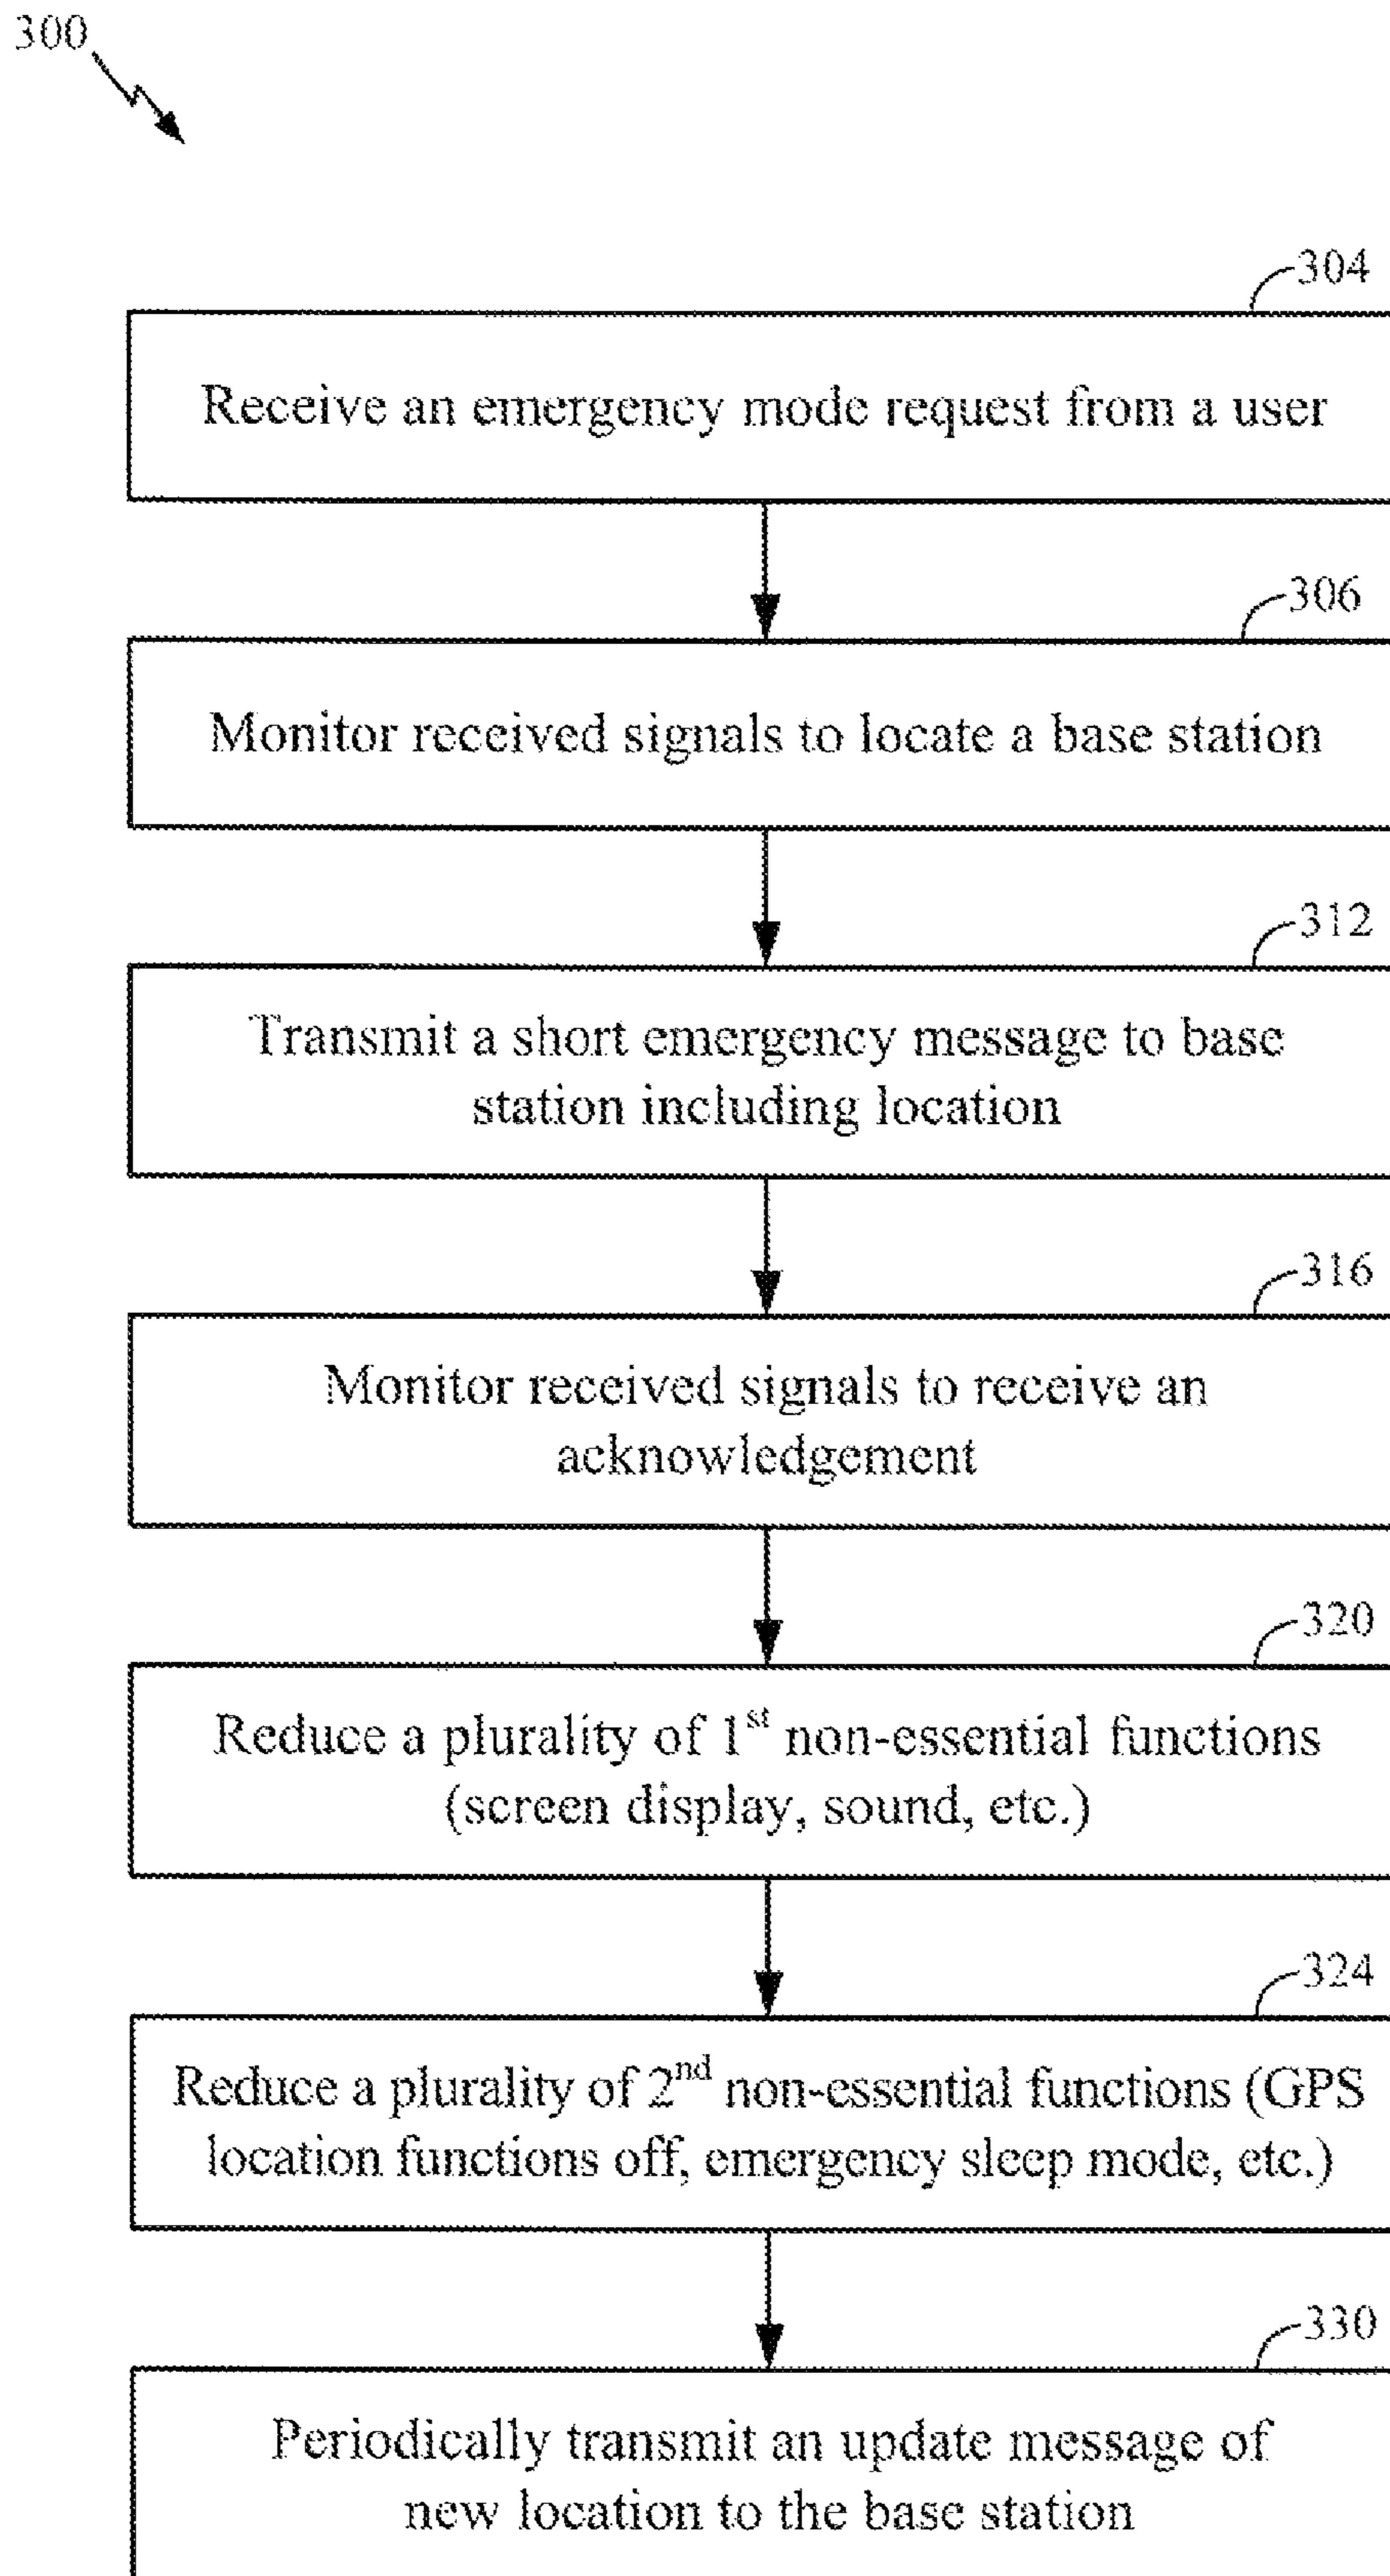 300
304
Receive an emergency mode request from a user
306
Monitor received signals to locate a base station
312
Transmit a short emergency message to base
station including location
316
Monitor received signals to receive an
acknowledgement
320
Reduce a plurality of 1st non-essential functions
(screen display, sound, etc.)
324
Reduce a plurality of 2nd non-essential functions (GPS
location functions off, emergency sleep mode, etc.)
330
Periodically transmit an update message of
new location to the base station